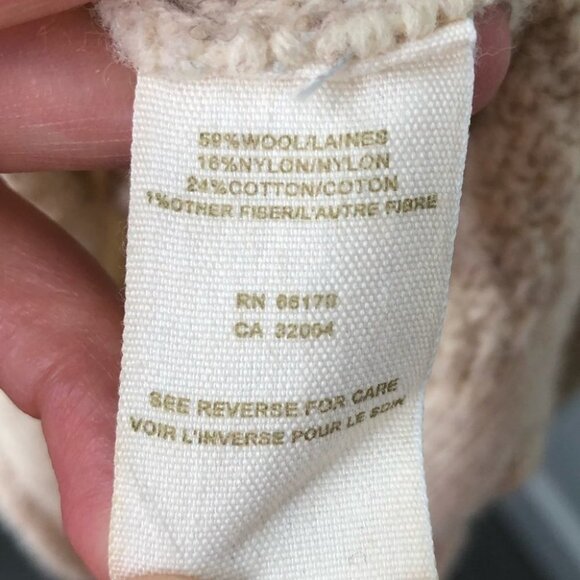 59%WOOL/LAINES
16%NYLON/NYLON
24%COTTON/COTON
1%OTHER FIBER/L'AUTRE FIBRE
RN 66170
CA 32064
SEE REVERSE FOR CARE
VOIR L'INVERSE POUR LE SOIN